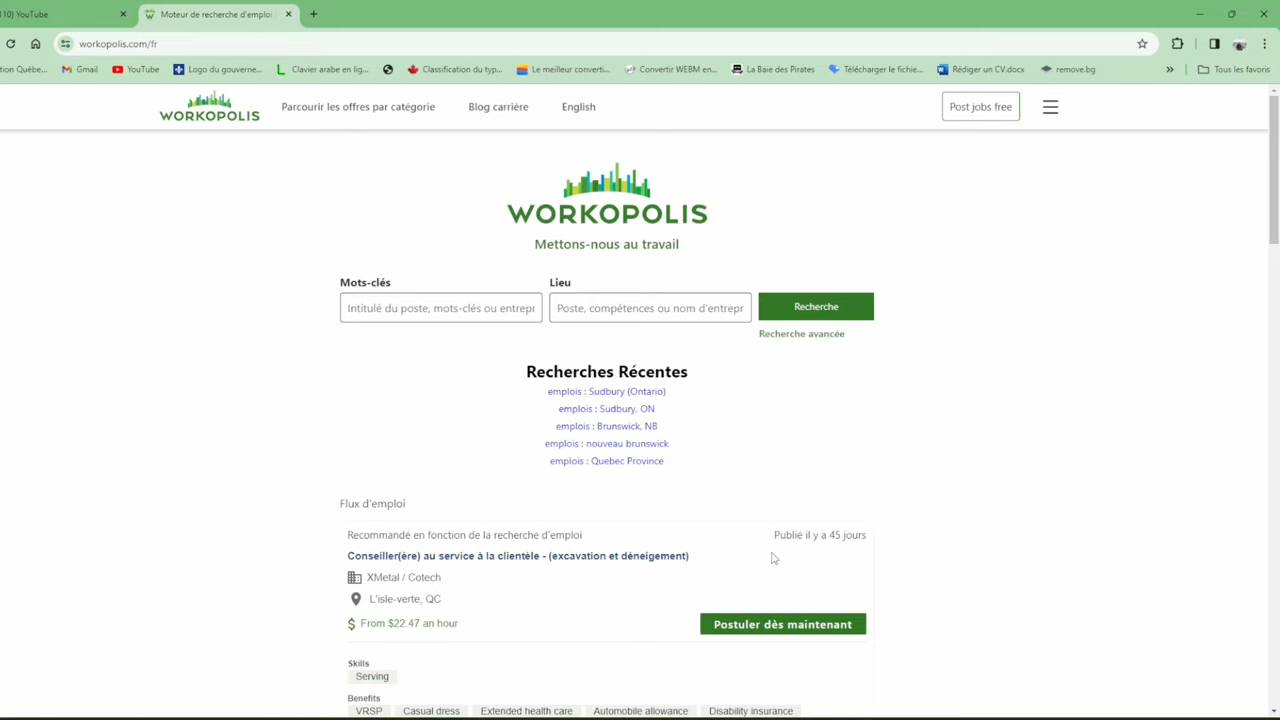 10) YouTube
Moteur de recherche d'emploi
workopolis.com/fr
tion Québe...
Gmail
YouTube
Logo du gouverne...
Clavier arabe en lig...
Classification du typ...
Le meilleur converti...
Convertir WEBM en...
La Baie des Pirates
Télécharger le fichie...
Rédiger un CV.docx
remove.bg
»
Tous les favoris
WORKOPOLIS
Parcourir les offres par catégorie
Blog carrière
English
Post jobs free
WORKOPOLIS
Mettons-nous au travail
Mots-clés
Lieu
Intitulé du poste, mots-clés ou entrepr
Poste, compétences ou nom d'entrepr
Recherche
Recherche avancée
Recherches Récentes
emplois : Sudbury (Ontario)
emplois : Sudbury, ON
emplois : Brunswick, NB
emplois : nouveau brunswick
emplois : Quebec Province
Flux d'emploi
Recommandé en fonction de la recherche d'emploi
Publié il y a 45 jours
Conseiller(ère) au service à la clientèle - (excavation et déneigement)
XMetal / Cotech
L'isle-verte, QC
From $22.47 an hour
Postuler dès maintenant
Skills
Serving
Benefits
VRSP
Casual dress
Extended health care
Automobile allowance
Disability insurance